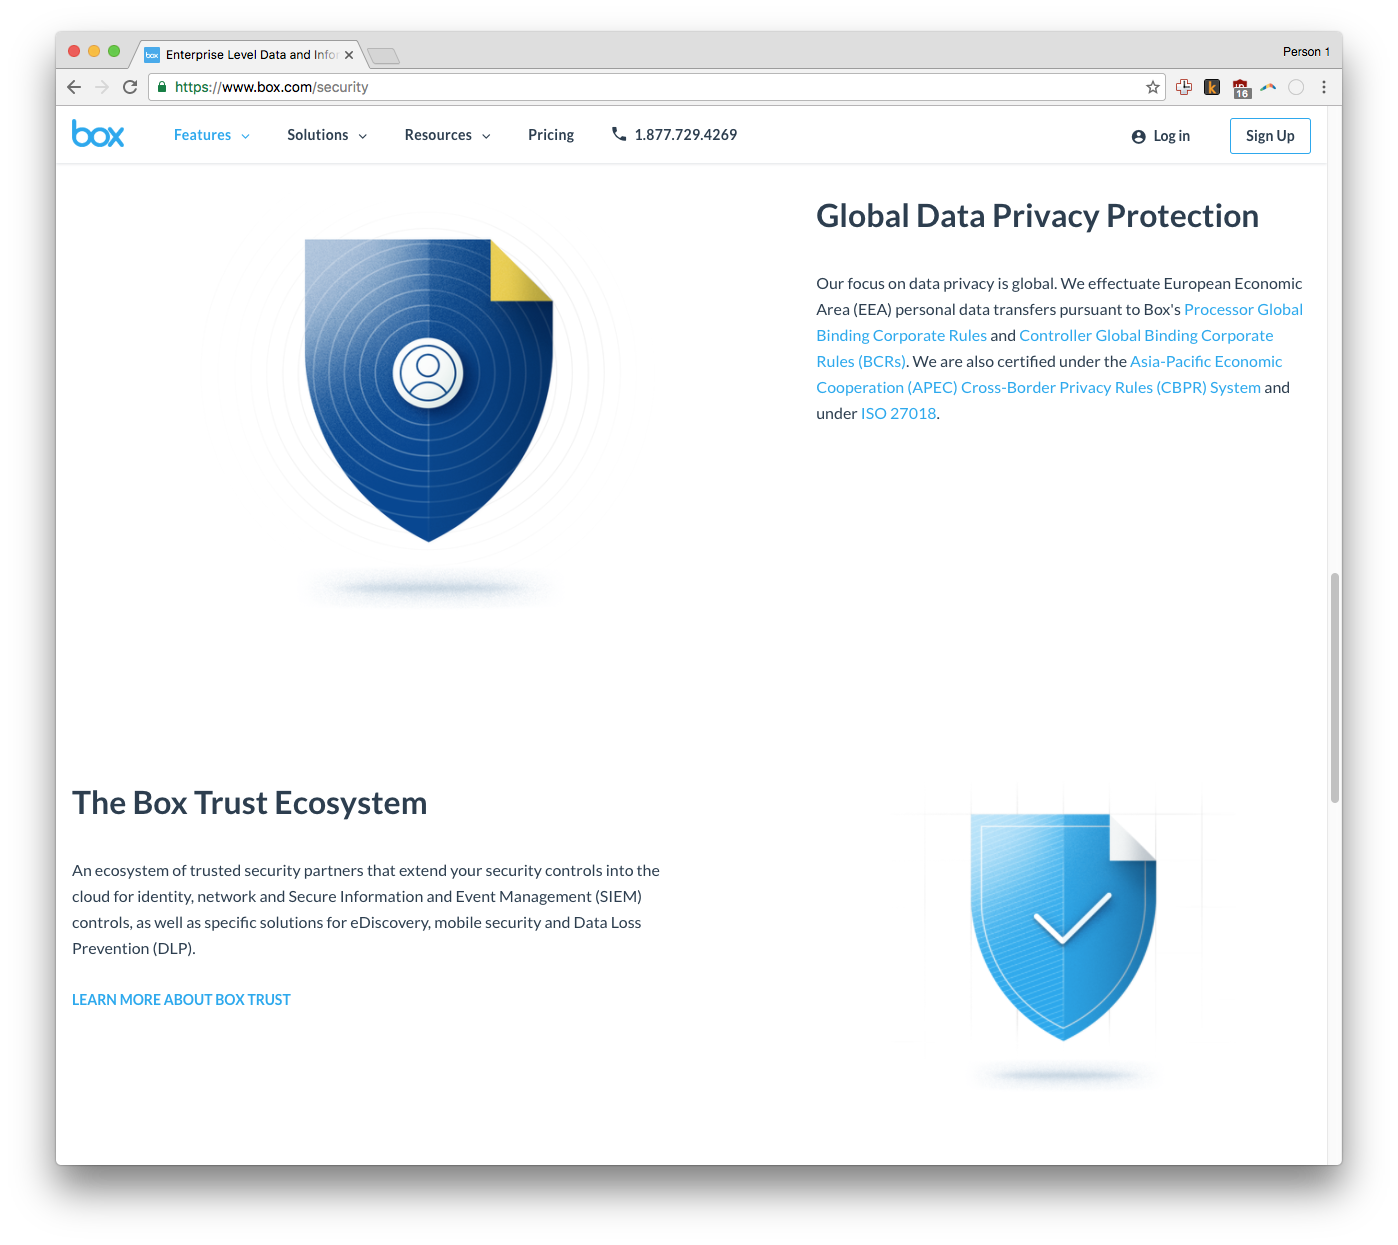 box Enterprise Level Data and Info
Person 1
https://www.box.com/security
k
16
box
Features
Solutions
Resources
Pricing
1.877.729.4269
Log in
Sign Up
Global Data Privacy Protection
Our focus on data privacy is global. We effectuate European Economic
Area (EEA) personal data transfers pursuant to Box's Processor Global
Binding Corporate Rules and Controller Global Binding Corporate
Rules (BCRs). We are also certified under the Asia-Pacific Economic
Cooperation (APEC) Cross-Border Privacy Rules (CBPR) System and
under ISO 27018.
The Box Trust Ecosystem
An ecosystem of trusted security partners that extend your security controls into the
cloud for identity, network and Secure Information and Event Management (SIEM)
controls, as well as specific solutions for eDiscovery, mobile security and Data Loss
Prevention (DLP).
LEARN MORE ABOUT BOX TRUST